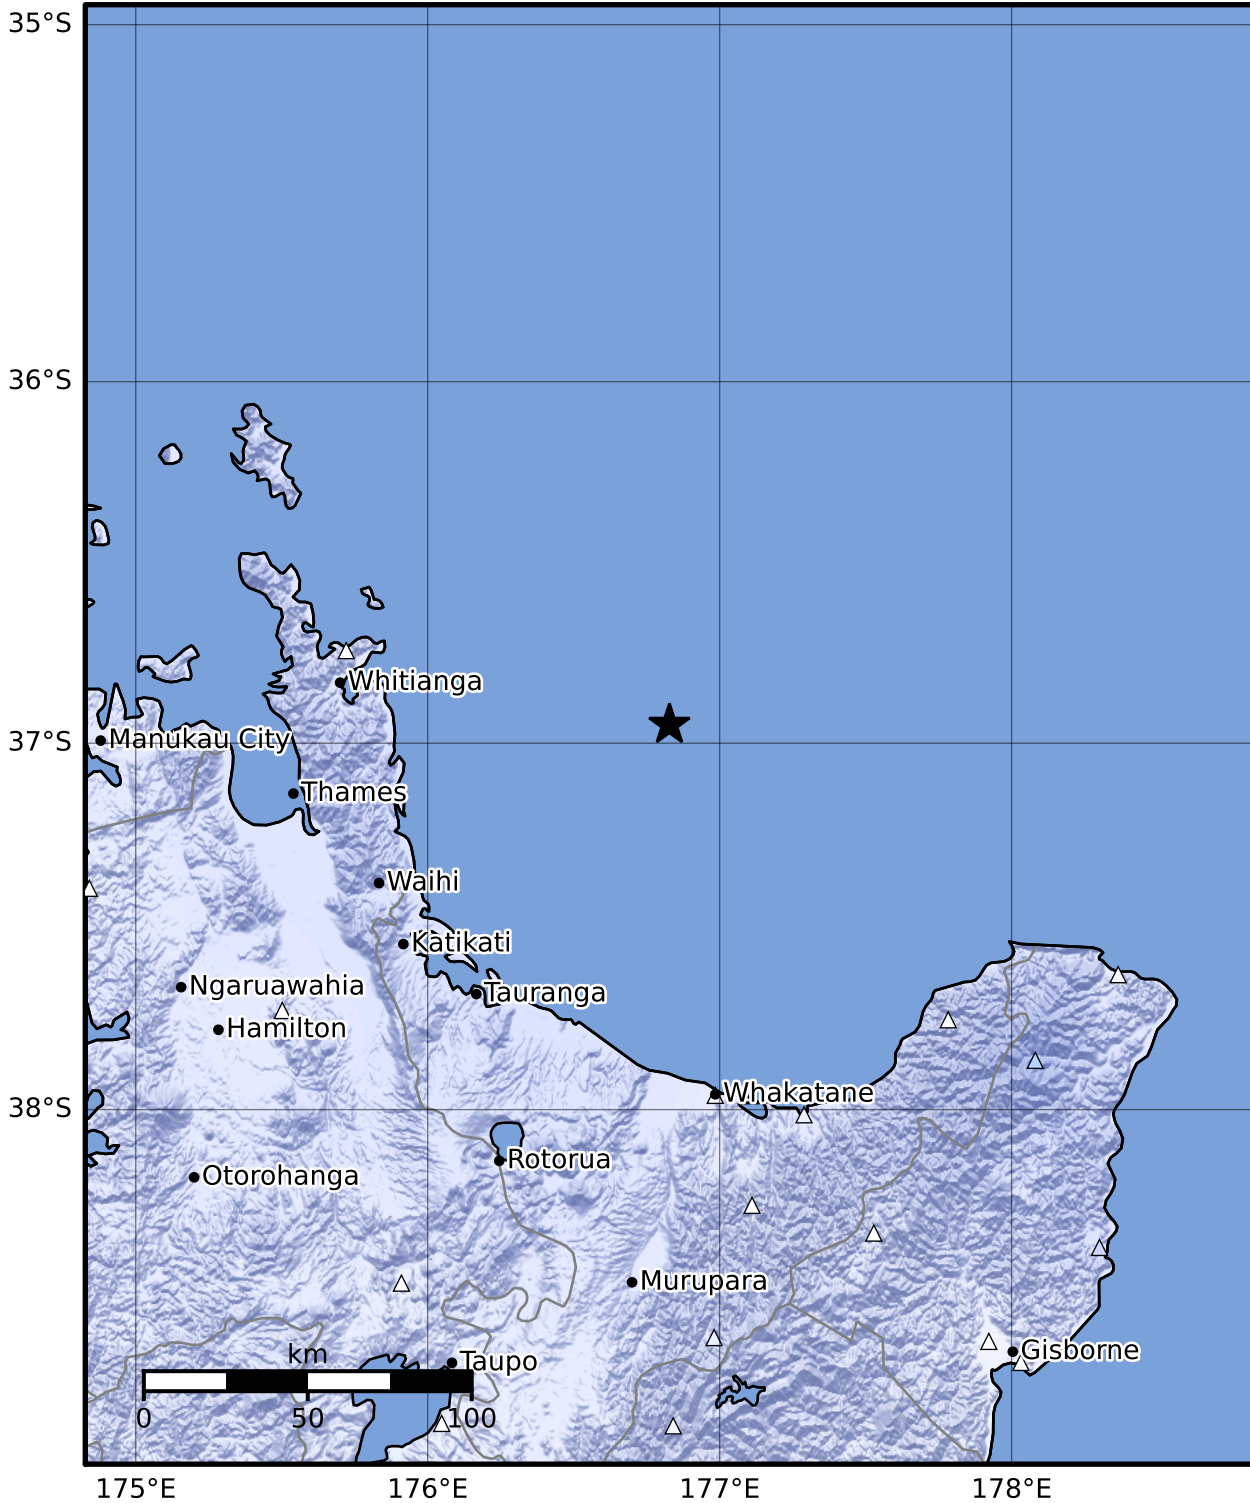 35°S
36°S
Whitianga
37°S
Manukau City
Thames
Waihi
Katikati
Ngaruawahia
Tauranga
Hamilton
Whakatane
38°S
Rotorua
Otorohanga
Murupara
Gisborne
km
Taupo
0 50 100
175°E 176°E 177°E 178°E